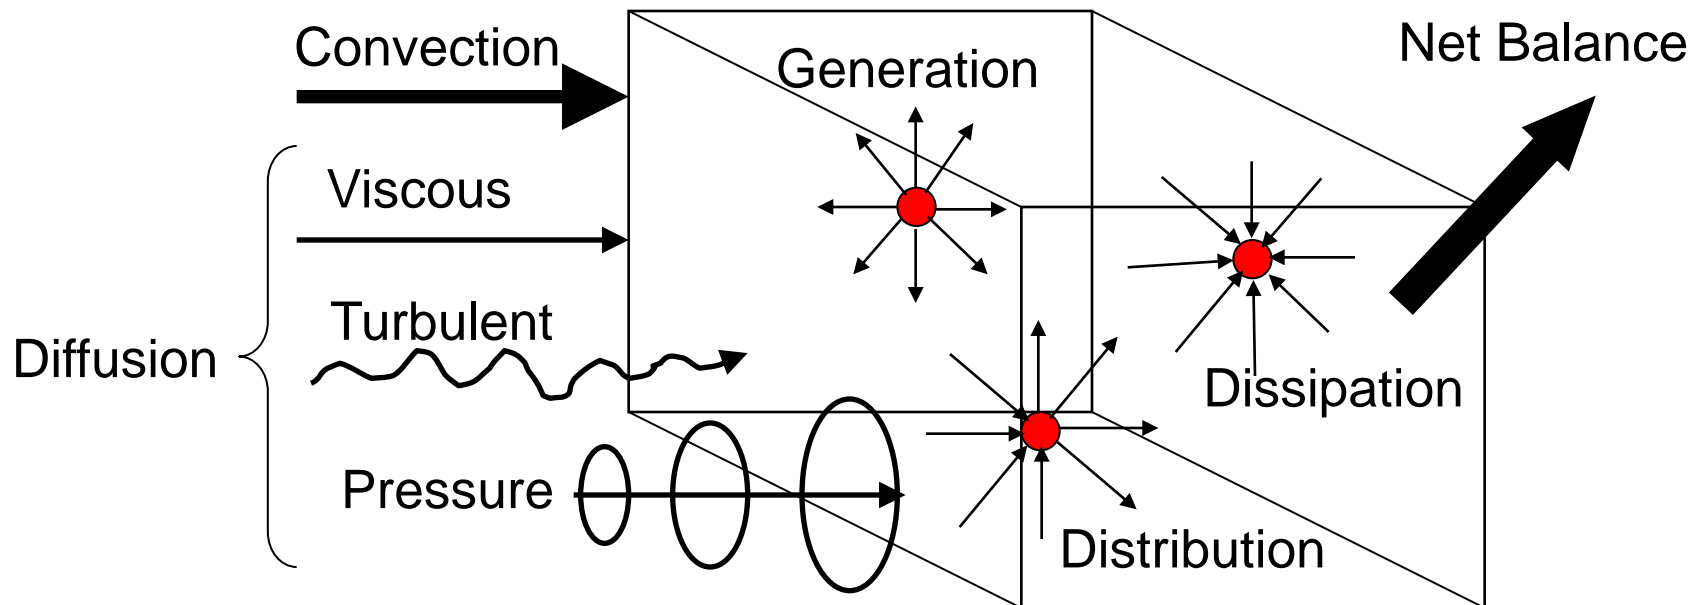 Convection
Generation
Net Balance
Viscous
Turbulent
Diffusion
Dissipation
Pressure
Distribution